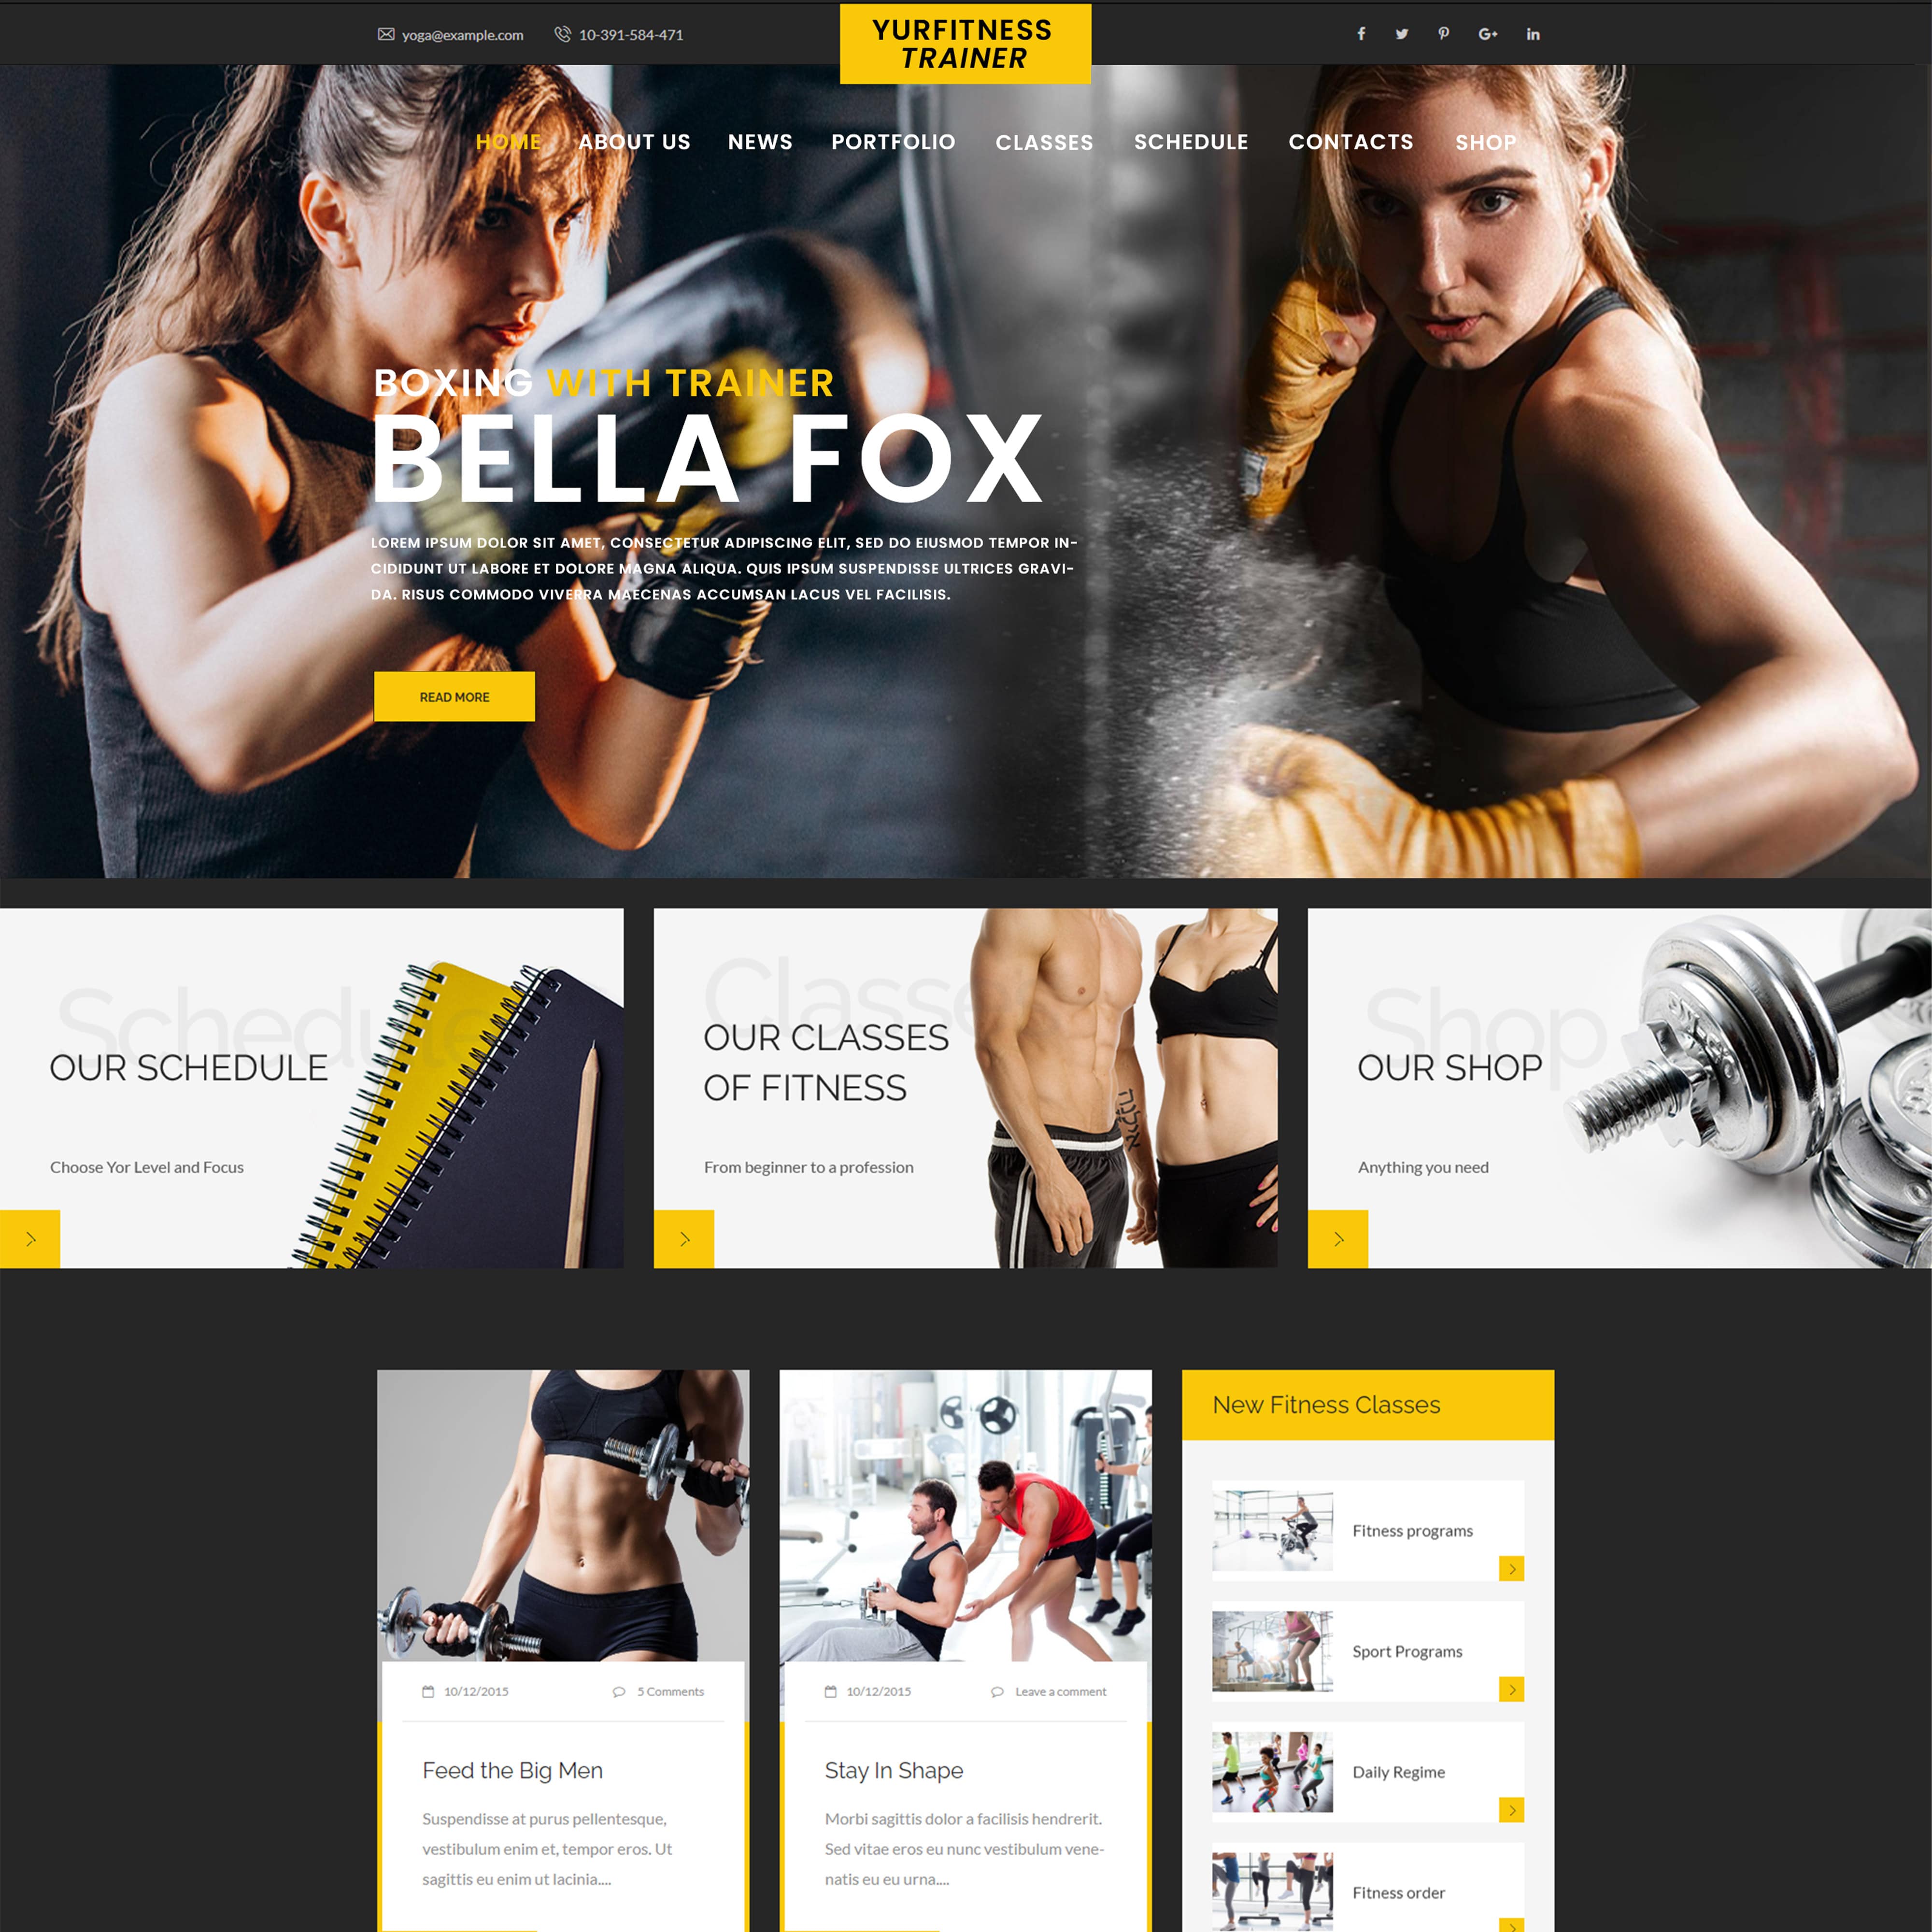 yoga@example.com
10-391-584-471
YURFITNESS
TRAINER
HOME ABOUT US NEWS PORTFOLIO CLASSES SCHEDULE CONTACTS SHOP
BOXING WITH TRAINER
BELLA FOX
LOREM IPSUM DOLOR SIT AMET, CONSECTETUR ADIPISCING ELIT, SED DO EIUSMOD TEMPOR IN-
CIDIDUNT UT LABORE ET DOLORE MAGNA ALIQUA. QUIS IPSUM SUSPENDISSE ULTRICES GRAVI-
DA. RISUS COMMODO VIVERRA MAECENAS ACCUMSAN LACUS VEL FACILISIS.
READ MORE
Schedule
OUR SCHEDULE
Choose Yor Level and Focus
Classes
OUR CLASSES
OF FITNESS
From beginner to a profession
Shop
OUR SHOP
Anything you need
10/12/2015
5 Comments
Feed the Big Men
Suspendisse at purus pellentesque,
vestibulum enim et, tempor eros. Ut
sagittis eu enim ut lacinia....
10/12/2015
Leave a comment
Stay In Shape
Morbi sagittis dolor a facilisis hendrerit.
Sed vitae eros eu nunc vestibulum vene-
natis eu eu urna....
New Fitness Classes
Fitness programs
Sport Programs
Daily Regime
Fitness order